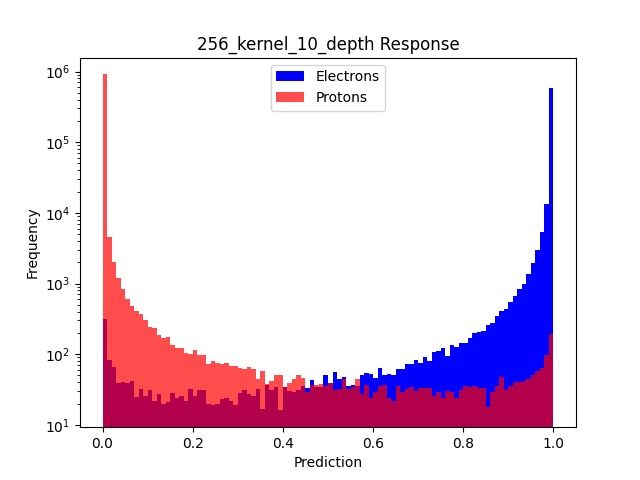 256_kernel_10_depth Response
Electrons
Protons
Frequency
10^6
10^5
10^4
10^3
10^2
10^1
0.0 0.2 0.4 0.6 0.8 1.0
Prediction